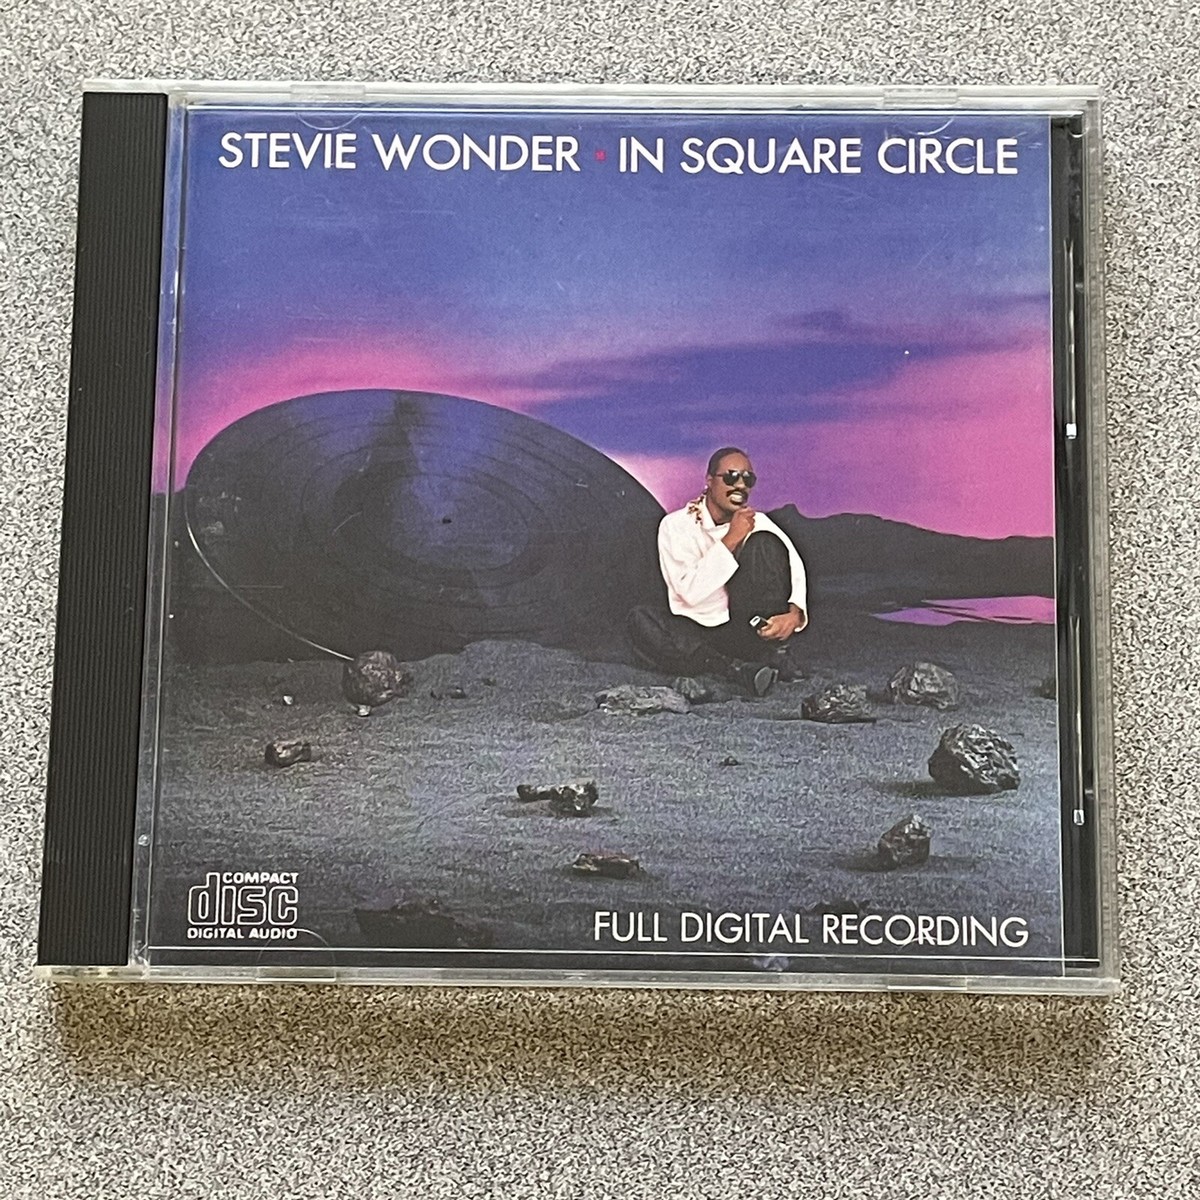 STEVIE WONDER · IN SQUARE CIRCLE
COMPACT
disc
DIGITAL AUDIO
FULL DIGITAL RECORDING